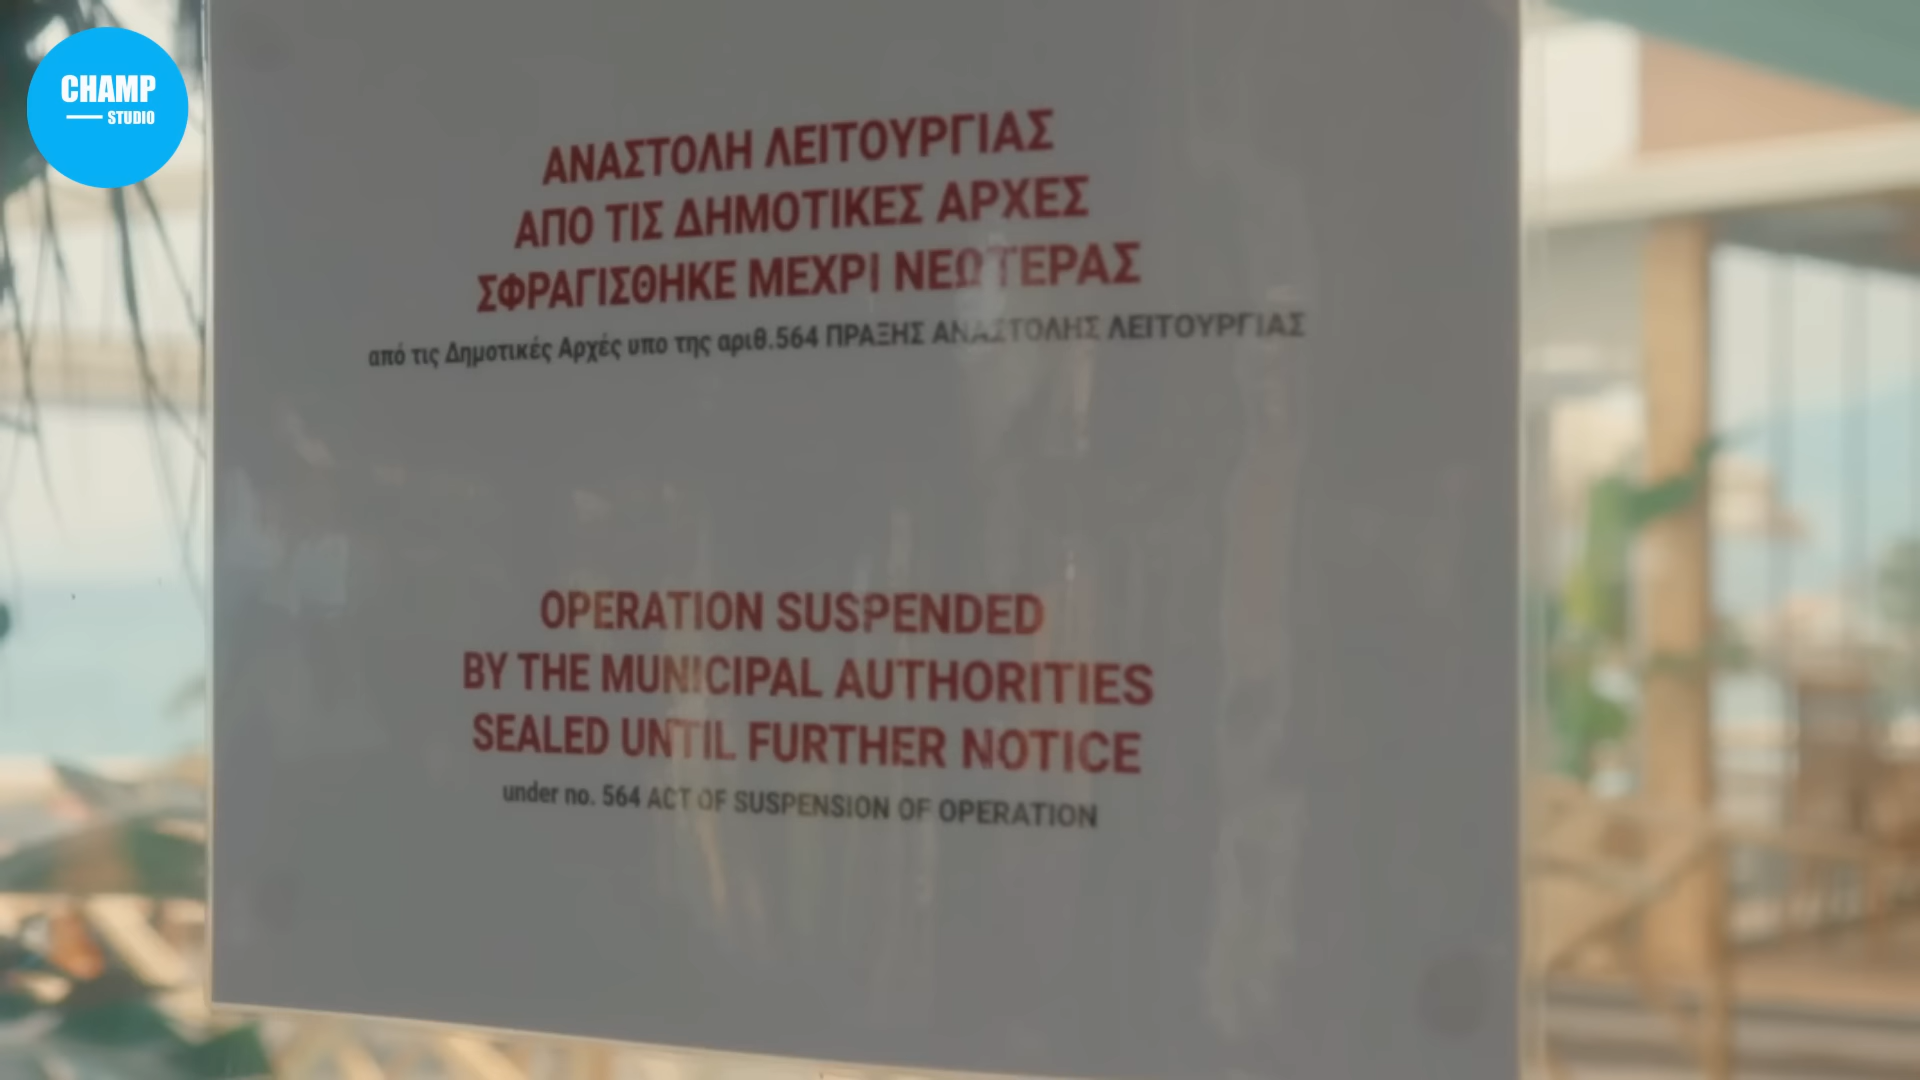 CHAMP
STUDIO
ΑΝΑΣΤΟΛΗ ΛΕΙΤΟΥΡΓΙΑΣ
ΑΠΟ ΤΙΣ ΔΗΜΟΤΙΚΕΣ ΑΡΧΕΣ
ΣΦΡΑΓΙΣΘΗΚΕ ΜΕΧΡΙ ΝΕΩΤΕΡΑΣ
από τις Δημοτικές Αρχές υπο της αριθ.564 ΠΡΑΞΗΣ ΑΝΑΣΤΟΛΗΣ ΛΕΙΤΟΥΡΓΙΑΣ
OPERATION SUSPENDED
BY THE MUNICIPAL AUTHORITIES
SEALED UNTIL FURTHER NOTICE
under no. 564 ACT OF SUSPENSION OF OPERATION